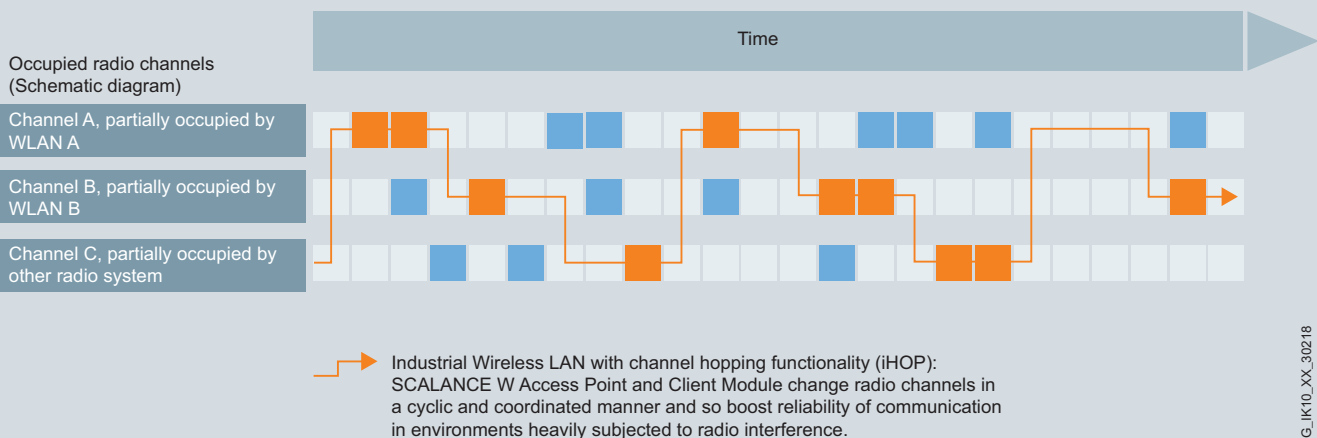 Time
Occupied radio channels
(Schematic diagram)
Channel A, partially occupied by
WLAN A
Channel B, partially occupied by
WLAN B
Channel C, partially occupied by
other radio system
Industrial Wireless LAN with channel hopping functionality (iHOP):
SCALANCE W Access Point and Client Module change radio channels in
a cyclic and coordinated manner and so boost reliability of communication
in environments heavily subjected to radio interference.
G_IK10_XX_30218